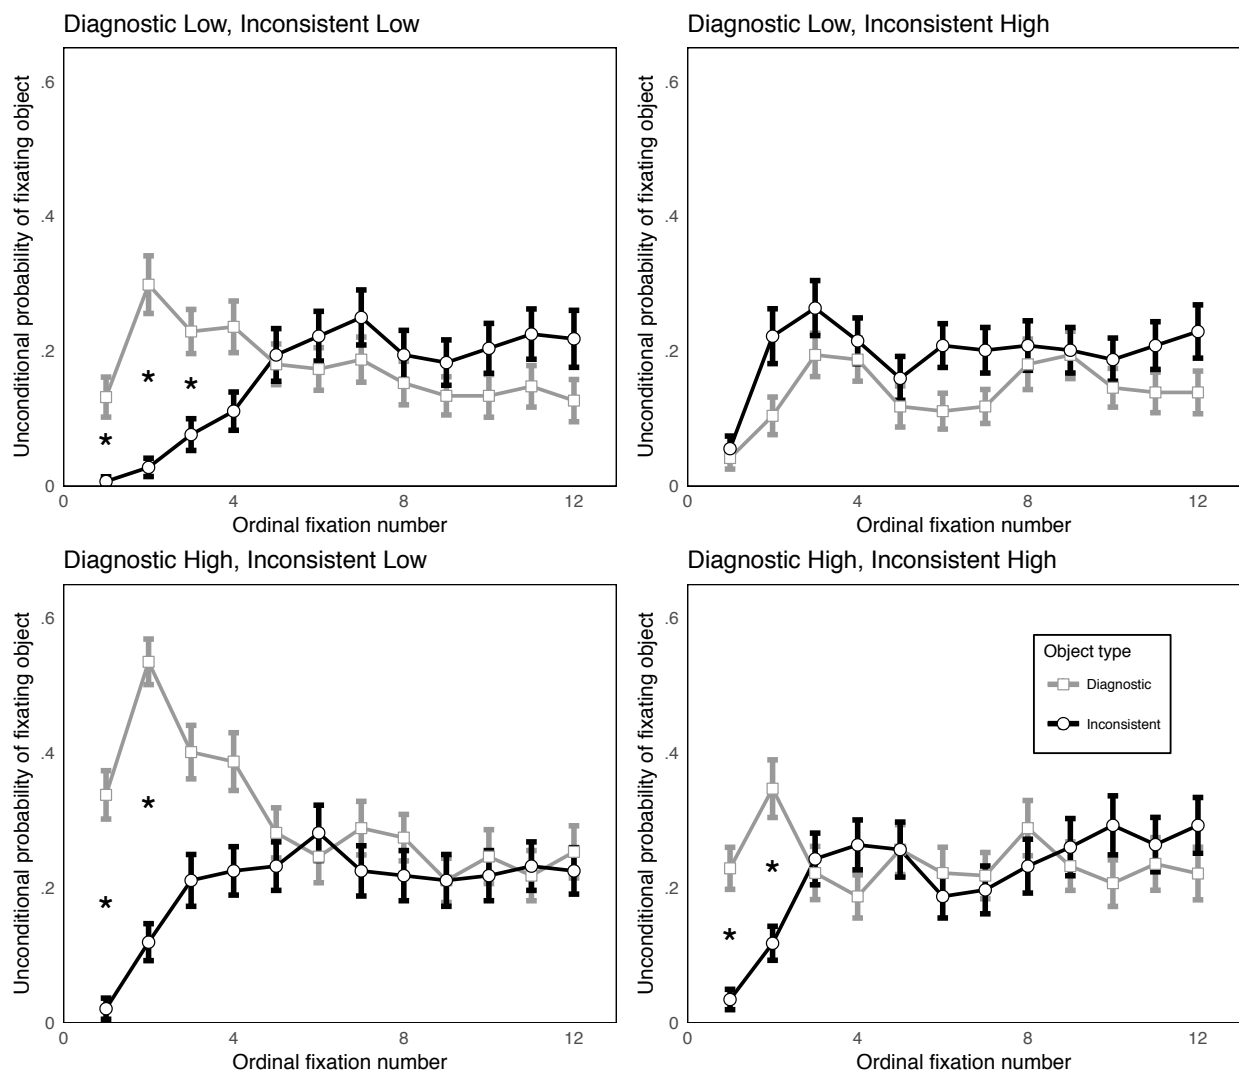 Diagnostic Low, Inconsistent Low
Unconditional probability of fixating object
.6
.4
.2
0
*
*
*
0 4 8 12
Ordinal fixation number
Diagnostic Low, Inconsistent High
Unconditional probability of fixating object
.6
.4
.2
0
0 4 8 12
Ordinal fixation number
Diagnostic High, Inconsistent Low
Unconditional probability of fixating object
.6
.4
.2
0
*
*
0 4 8 12
Ordinal fixation number
Diagnostic High, Inconsistent High
Unconditional probability of fixating object
.6
.4
.2
0
*
*
Object type
Diagnostic
Inconsistent
0 4 8 12
Ordinal fixation number